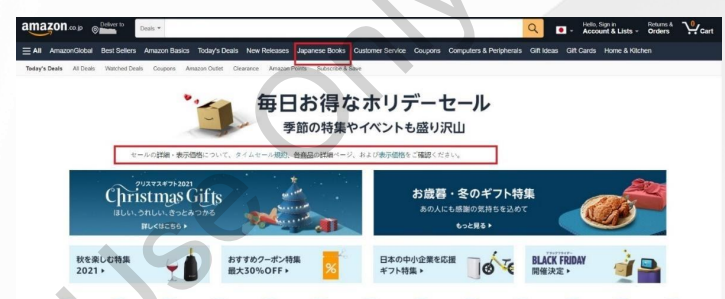 amazon.co.jp
Deliver to
Deals
Hello, Sign in
Account & Lists
Returns & Orders
0
Cart
All AmazonGlobal Best Sellers Amazon Basics Today's Deals New Releases Japanese Books Customer Service Coupons Computers & Peripherals Gift Ideas Gift Cards Home & Kitchen
Today's Deals All Deals Watched Deals Coupons Amazon Outlet Clearance Amazon Points Subscribe & Save
毎日お得なホリデーセール
季節の特集やイベントも盛り沢山
セールの詳細・表示価格について、タイムセール規約、各商品の詳細ページ、および表示価格をご確認ください。
クリスマスギフト2021
Christmas Gifts
ほしい、うれしい、きっとみつかる
詳しくはこちら
お歳暮・冬のギフト特集
あの人にも感謝の気持ちを込めて
もっと見る
秋を楽しむ特集
2021
おすすめクーポン特集
最大30%OFF
%
日本の中小企業を応援
ギフト特集
BLACK FRIDAY
開催決定
Use Only